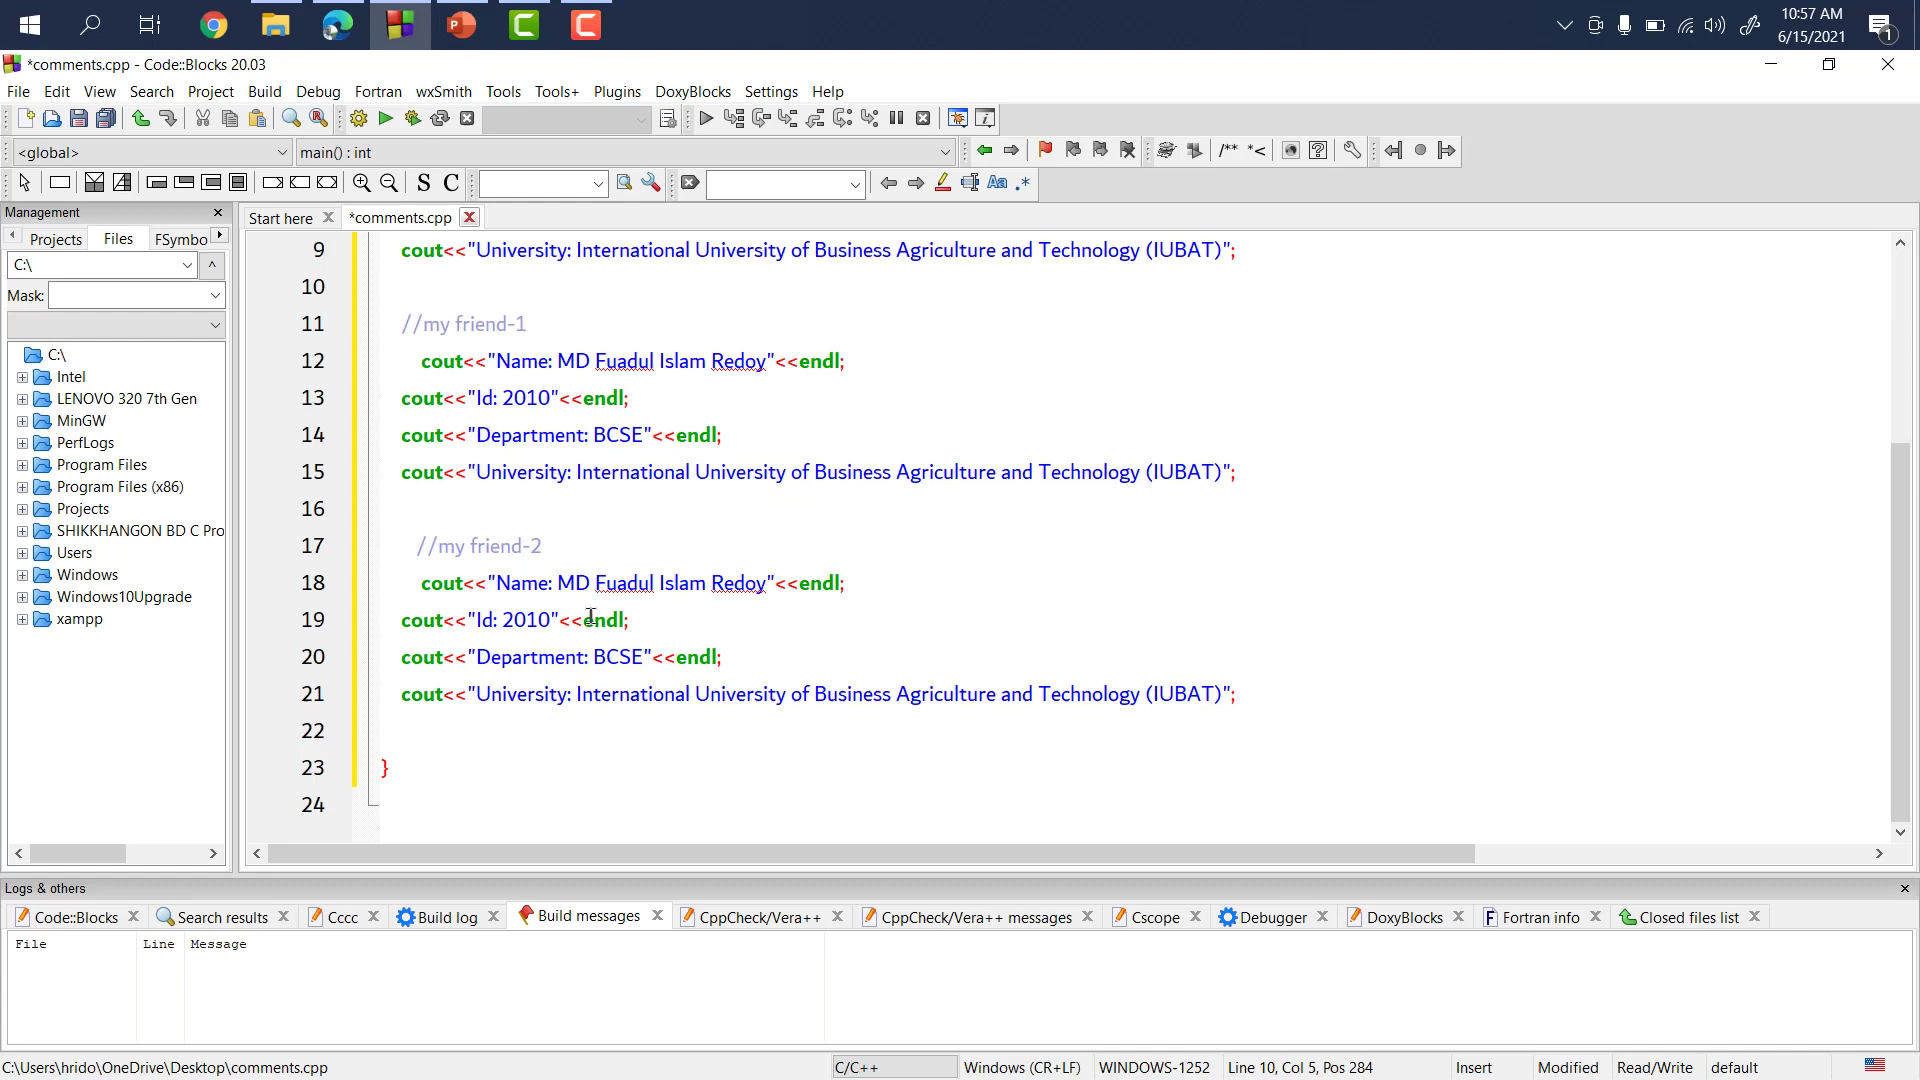 10:57 AM
6/15/2021
1
*comments.cpp - Code::Blocks 20.03
File Edit View Search Project Build Debug Fortran wxSmith Tools Tools+ Plugins DoxyBlocks Settings Help
<global> main() : int /** *<
S C Aa .*
Management
Start here *comments.cpp
Projects Files FSymbo
C:\
Mask:
C:\
Intel
LENOVO 320 7th Gen
MinGW
PerfLogs
Program Files
Program Files (x86)
Projects
SHIKKHANGON BD C Pro
Users
Windows
Windows10Upgrade
xampp
9 cout<<"University: International University of Business Agriculture and Technology (IUBAT)";
10
11 //my friend-1
12 cout<<"Name: MD Fuadul Islam Redoy"<<endl;
13 cout<<"Id: 2010"<<endl;
14 cout<<"Department: BCSE"<<endl;
15 cout<<"University: International University of Business Agriculture and Technology (IUBAT)";
16
17 //my friend-2
18 cout<<"Name: MD Fuadul Islam Redoy"<<endl;
19 cout<<"Id: 2010"<<endl;
20 cout<<"Department: BCSE"<<endl;
21 cout<<"University: International University of Business Agriculture and Technology (IUBAT)";
22
23 }
24
Logs & others
Code::Blocks Search results Cccc Build log Build messages CppCheck/Vera++ CppCheck/Vera++ messages Cscope Debugger DoxyBlocks Fortran info Closed files list
File Line Message
C:\Users\hrido\OneDrive\Desktop\comments.cpp C/C++ Windows (CR+LF) WINDOWS-1252 Line 10, Col 5, Pos 284 Insert Modified Read/Write default